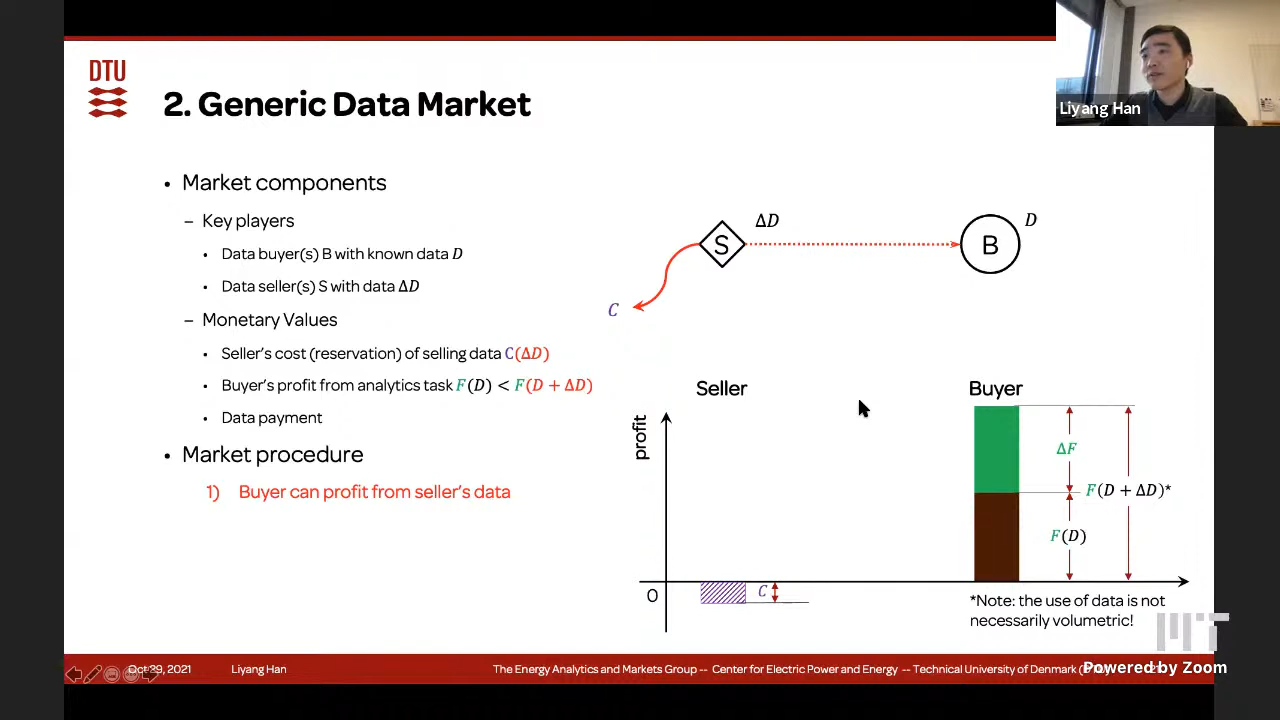 DTU
2. Generic Data Market
Liyang Han
• Market components
– Key players
• Data buyer(s) B with known data D
• Data seller(s) S with data ΔD
– Monetary Values
• Seller's cost (reservation) of selling data C(ΔD)
• Buyer's profit from analytics task F(D) < F(D + ΔD)
• Data payment
• Market procedure
1) Buyer can profit from seller's data
S
ΔD
B
D
C
Seller
Buyer
profit
ΔF
F(D + ΔD)*
F(D)
0
C
*Note: the use of data is not
necessarily volumetric!
Oct 29, 2021
Liyang Han
The Energy Analytics and Markets Group -- Center for Electric Power and Energy -- Technical University of Denmark
MIT
Powered by Zoom